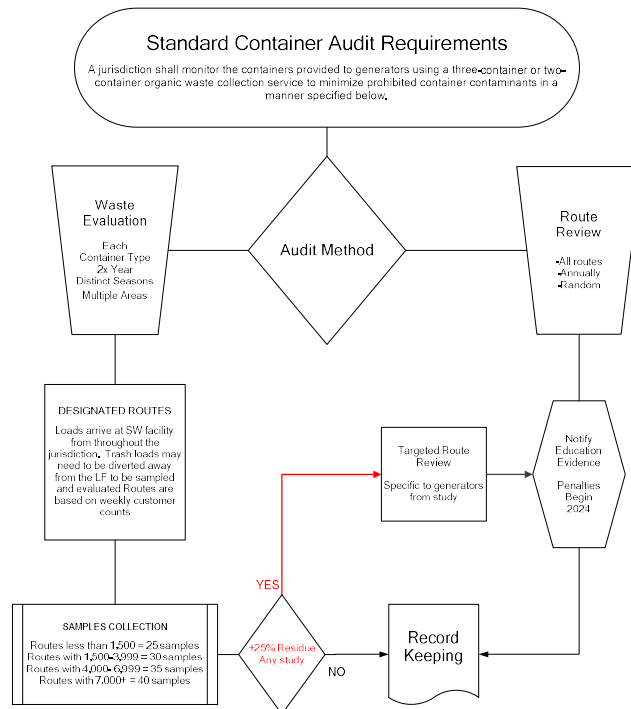 Standard Container Audit Requirements
A jurisdiction shall monitor the containers provided to generators using a three-container or two-
container organic waste collection service to minimize prohibited container contaminants in a
manner specified below.
Waste
Evaluation
Each
Container Type
2x Year
Distinct Seasons
Multiple Areas
Audit Method
Route
Review
-All routes
-Annually
-Random
DESIGNATED ROUTES
Loads arrive at SW facility
from throughout the
jurisdiction. Trash loads may
need to be diverted away
from the LF to be sampled
and evaluated Routes are
based on weekly customer
counts
Targeted Route
Review
Specific to generators
from study
Notify
Education
Evidence
Penalties
Begin
2024
YES
SAMPLES COLLECTION
Routes less than 1,500 = 25 samples
Routes with 1,500-3,999 = 30 samples
Routes with 4,000- 6,999 = 35 samples
Routes with 7,000+ = 40 samples
+25% Residue
Any study
NO
Record
Keeping